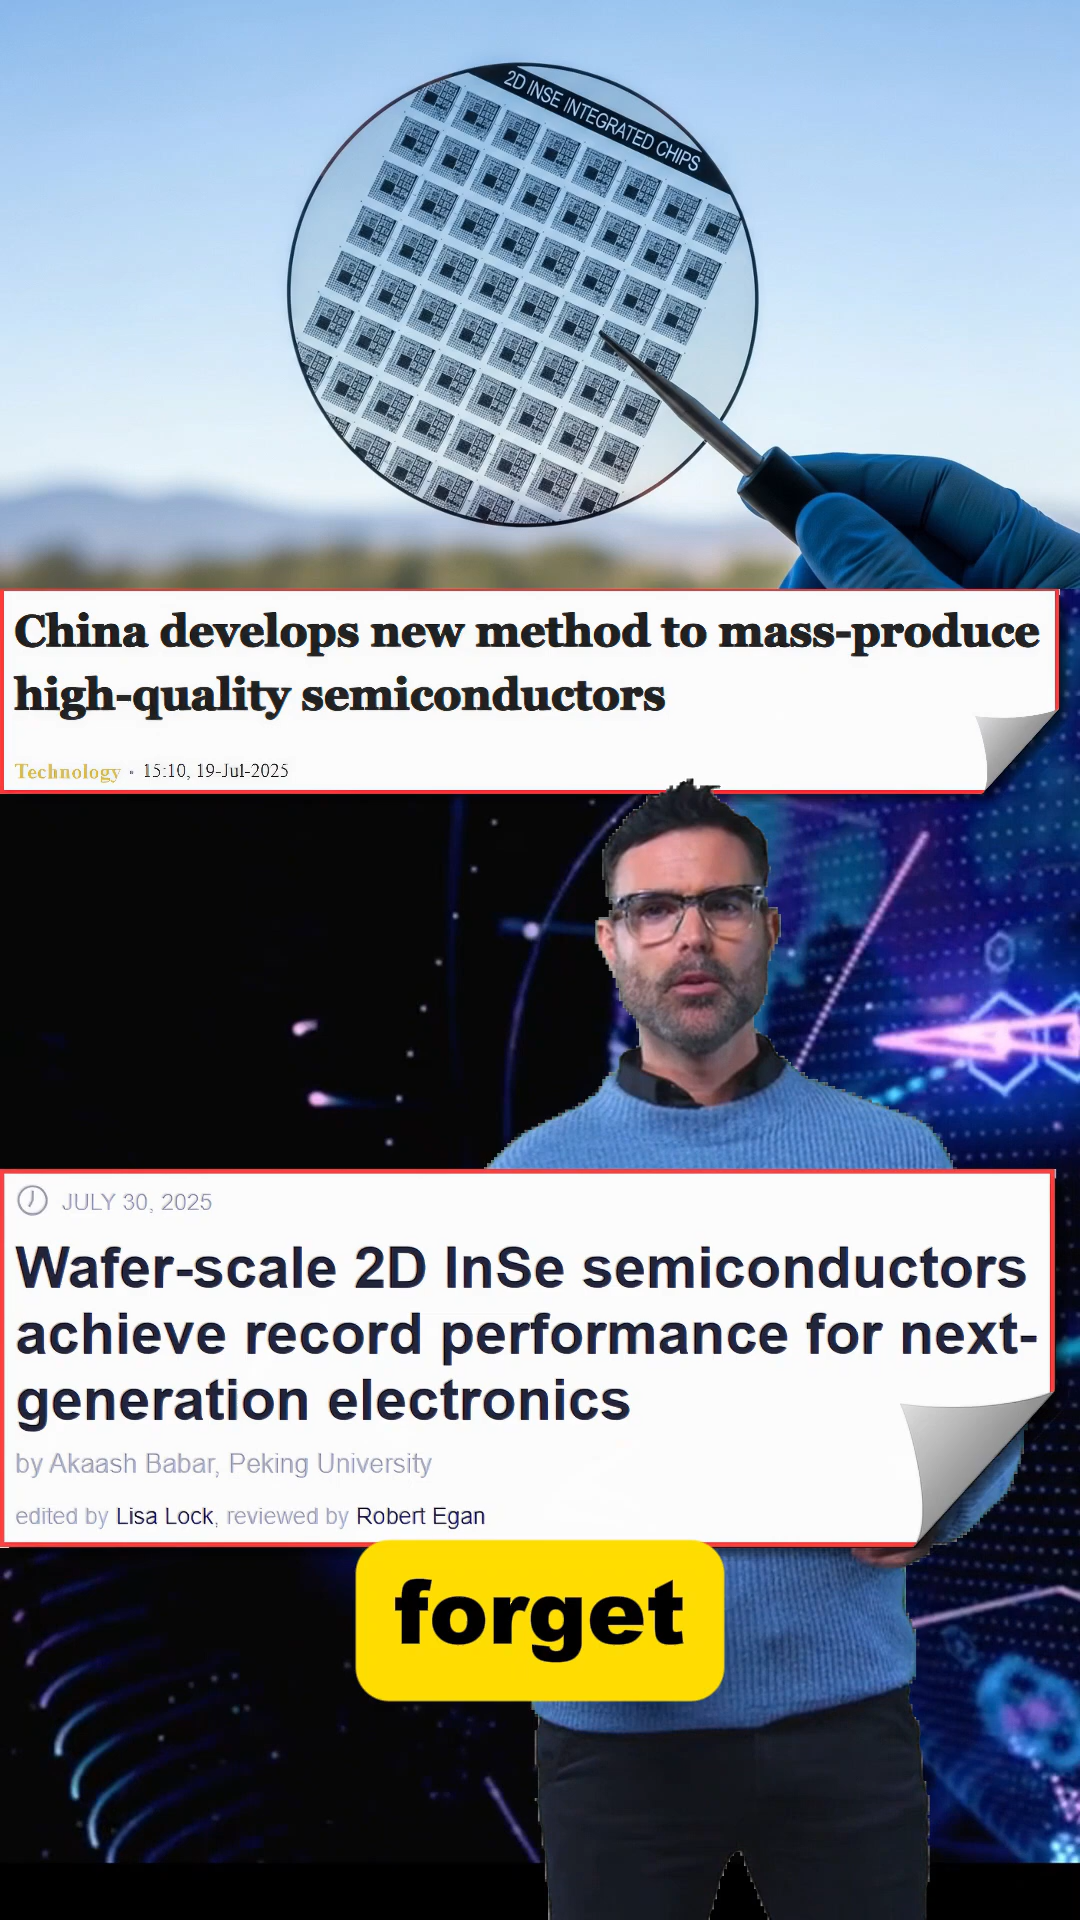 2D INSE INTEGRATED CHIPS
China develops new method to mass-produce
high-quality semiconductors
Technology • 15:10, 19-Jul-2025
JULY 30, 2025
Wafer-scale 2D InSe semiconductors
achieve record performance for next-
generation electronics
by Akaash Babar, Peking University
edited by Lisa Lock, reviewed by Robert Egan
forget